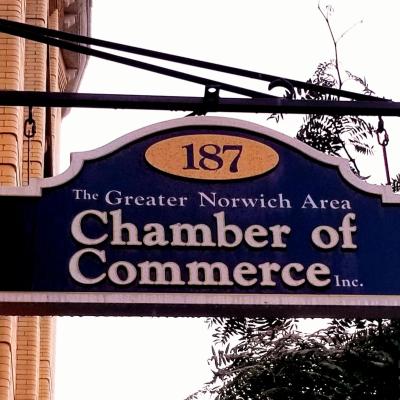 187
The Greater Norwich Area
Chamber of
Commerce Inc.